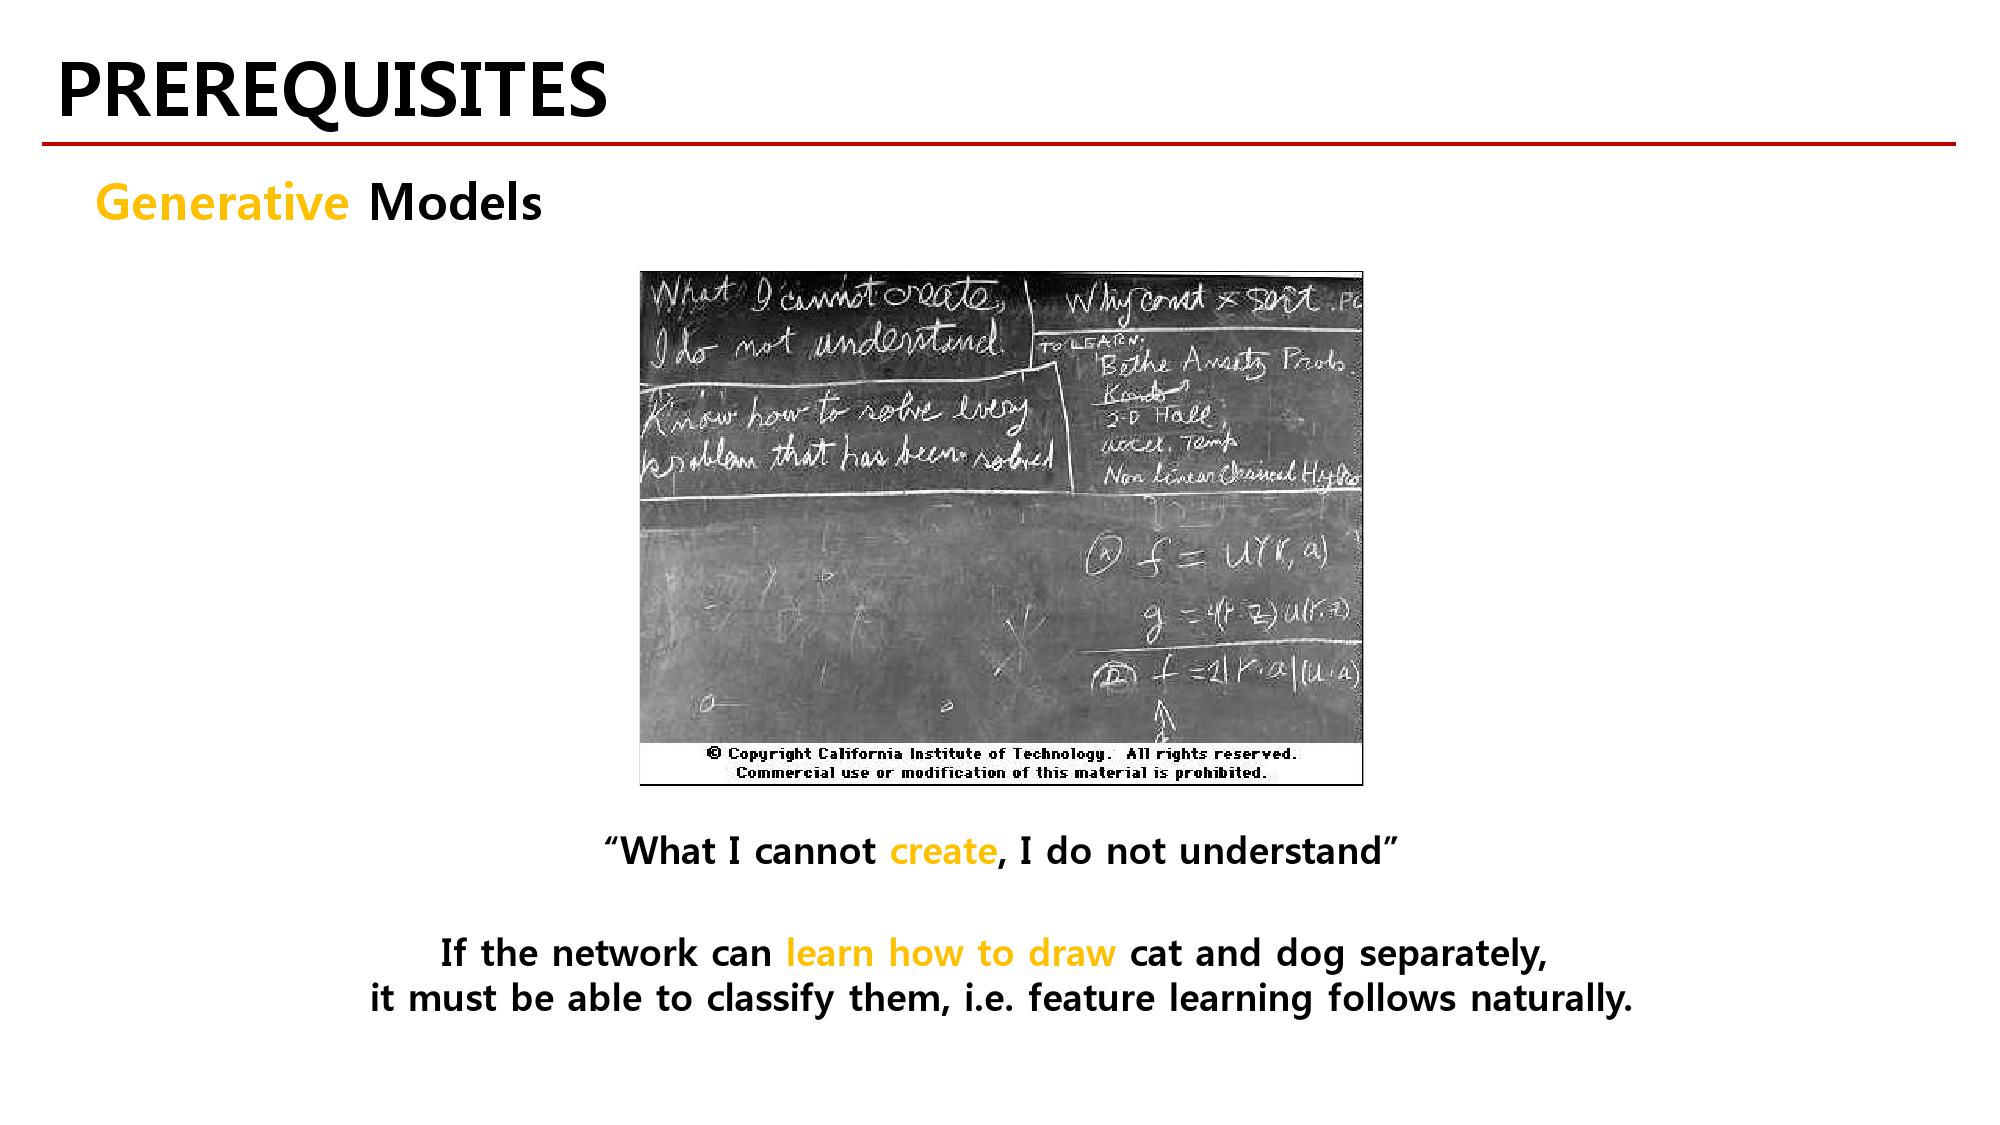 PREREQUISITES
Generative Models
What I cannot create,
I do not understand.
Know how to solve every
problem that has been solved
Why const × sort . PO
TO LEARN:
Bethe Ansatz Probs.
Kondo
2-D Hall
accel. Temp
Non linear Classical Hydro
f = U(r, a)
g = 4(r·z) u(r.z)
f = 2|r·a|(u·a)
© Copyright California Institute of Technology. All rights reserved.
Commercial use or modification of this material is prohibited.
“What I cannot create, I do not understand”
If the network can learn how to draw cat and dog separately,
it must be able to classify them, i.e. feature learning follows naturally.